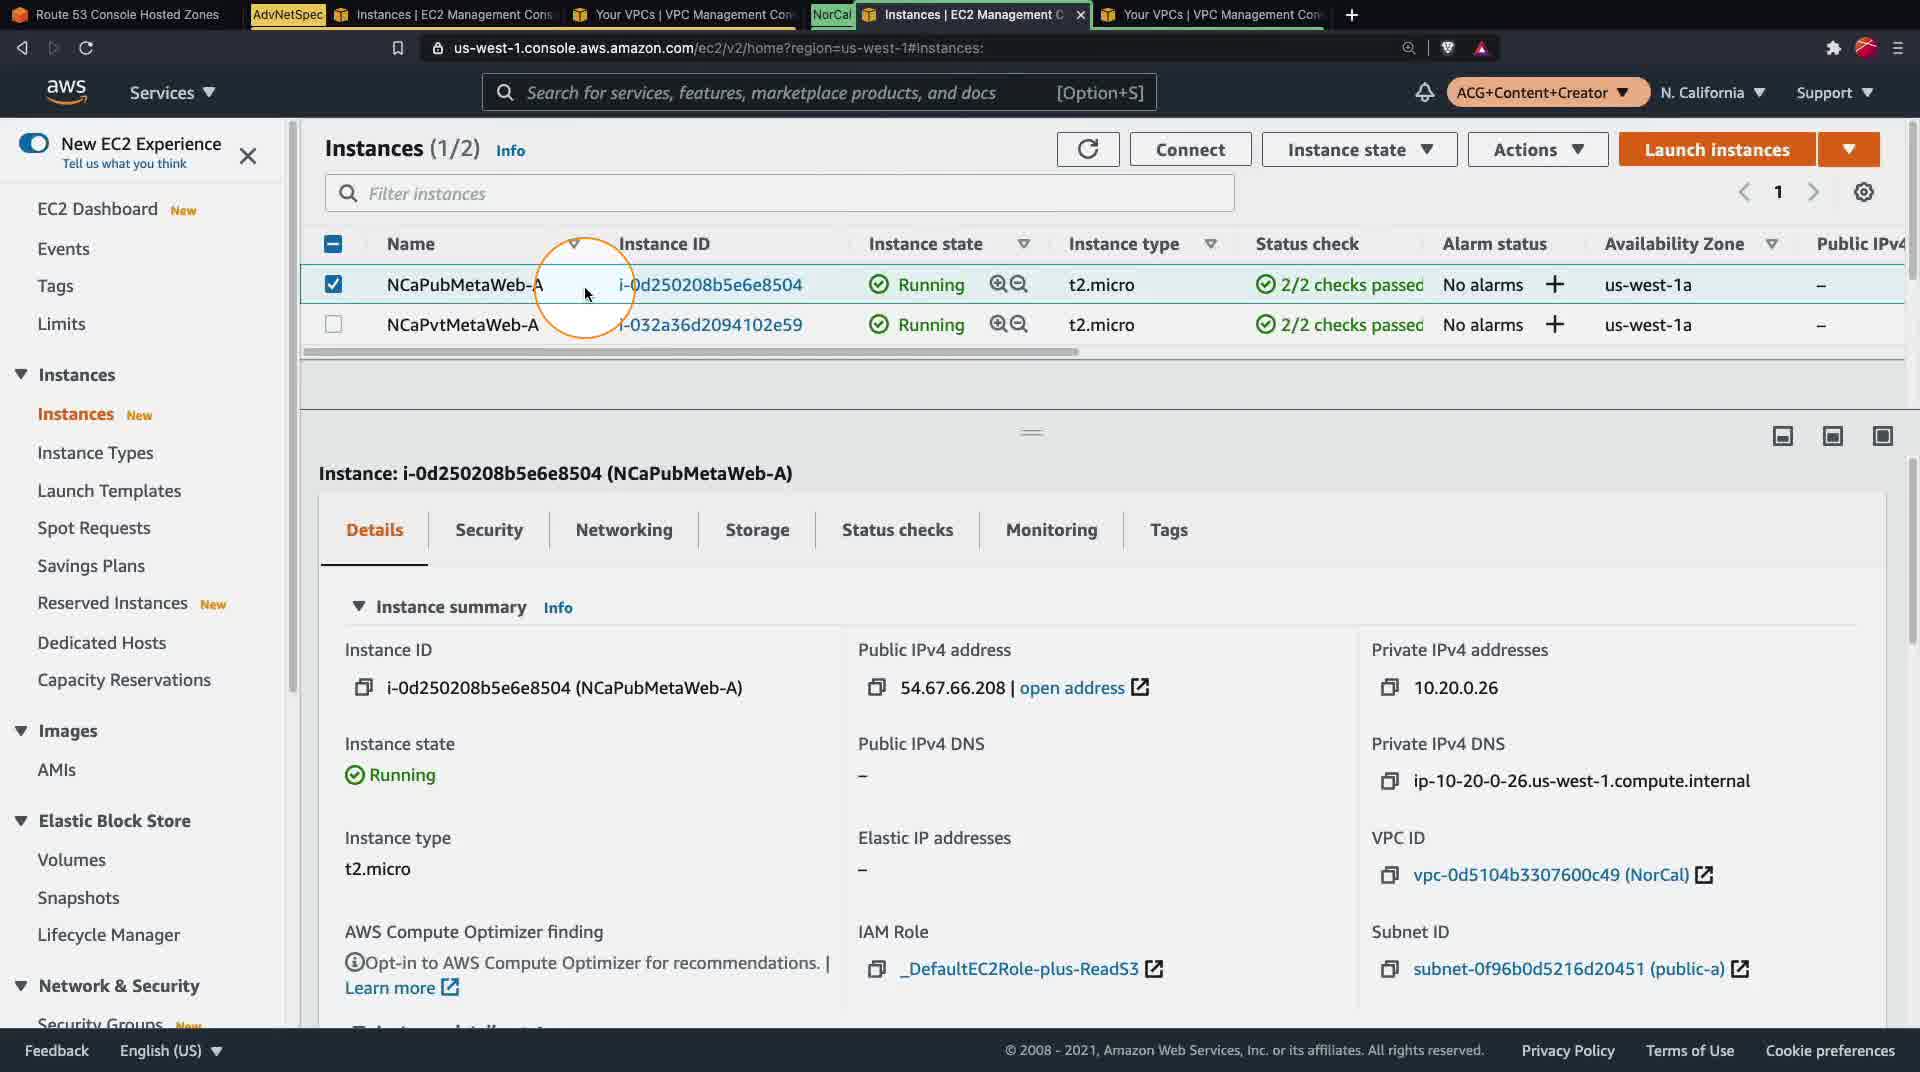 Route 53 Console Hosted Zones
AdvNetSpec
Instances | EC2 Management Cons
Your VPCs | VPC Management Con
NorCal
Instances | EC2 Management C
Your VPCs | VPC Management Con
us-west-1.console.aws.amazon.com/ec2/v2/home?region=us-west-1#Instances:
aws
Services
Search for services, features, marketplace products, and docs
[Option+S]
ACG+Content+Creator
N. California
Support
New EC2 Experience
Tell us what you think
EC2 Dashboard New
Events
Tags
Limits
Instances
Instances New
Instance Types
Launch Templates
Spot Requests
Savings Plans
Reserved Instances New
Dedicated Hosts
Capacity Reservations
Images
AMIs
Elastic Block Store
Volumes
Snapshots
Lifecycle Manager
Network & Security
Security Groups New
Instances (1/2) Info
Connect
Instance state
Actions
Launch instances
Filter instances
1
Name Instance ID Instance state Instance type Status check Alarm status Availability Zone Public IPv4
NCaPubMetaWeb-A i-0d250208b5e6e8504 Running t2.micro 2/2 checks passed No alarms + us-west-1a –
NCaPvtMetaWeb-A i-032a36d2094102e59 Running t2.micro 2/2 checks passed No alarms + us-west-1a –
Instance: i-0d250208b5e6e8504 (NCaPubMetaWeb-A)
Details Security Networking Storage Status checks Monitoring Tags
Instance summary Info
Instance ID
i-0d250208b5e6e8504 (NCaPubMetaWeb-A)
Public IPv4 address
54.67.66.208 | open address
Private IPv4 addresses
10.20.0.26
Instance state
Running
Public IPv4 DNS
–
Private IPv4 DNS
ip-10-20-0-26.us-west-1.compute.internal
Instance type
t2.micro
Elastic IP addresses
–
VPC ID
vpc-0d5104b3307600c49 (NorCal)
AWS Compute Optimizer finding
Opt-in to AWS Compute Optimizer for recommendations. |
Learn more
IAM Role
_DefaultEC2Role-plus-ReadS3
Subnet ID
subnet-0f96b0d5216d20451 (public-a)
Feedback
English (US)
© 2008 - 2021, Amazon Web Services, Inc. or its affiliates. All rights reserved.
Privacy Policy
Terms of Use
Cookie preferences